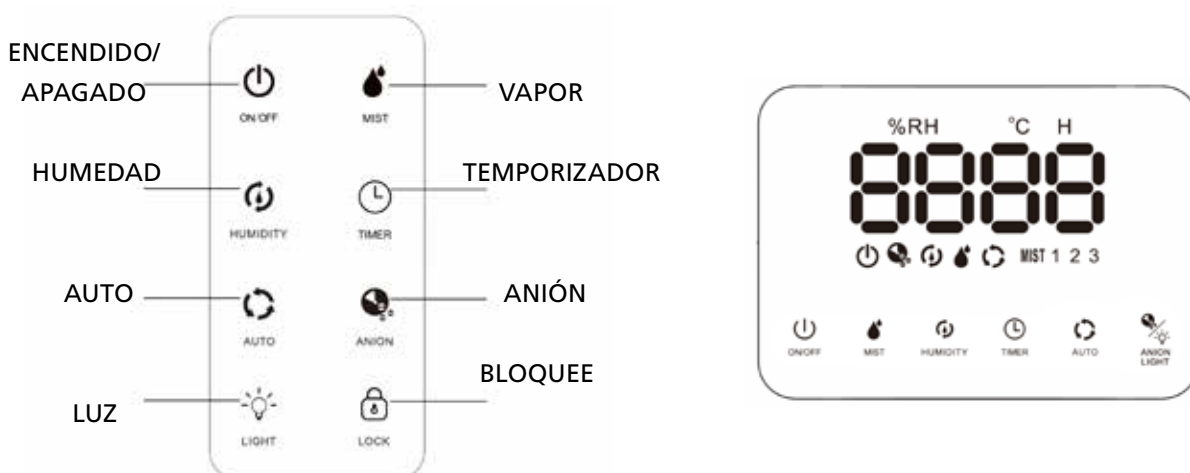 ENCENDIDO/
APAGADO
ON/OFF
MIST
VAPOR
HUMEDAD
HUMIDITY
TIMER
TEMPORIZADOR
AUTO
AUTO
ANION
ANIÓN
LUZ
LIGHT
LOCK
BLOQUEE
%RH °C H
8888
MIST 1 2 3
ON/OFF MIST HUMIDITY TIMER AUTO ANION
LIGHT